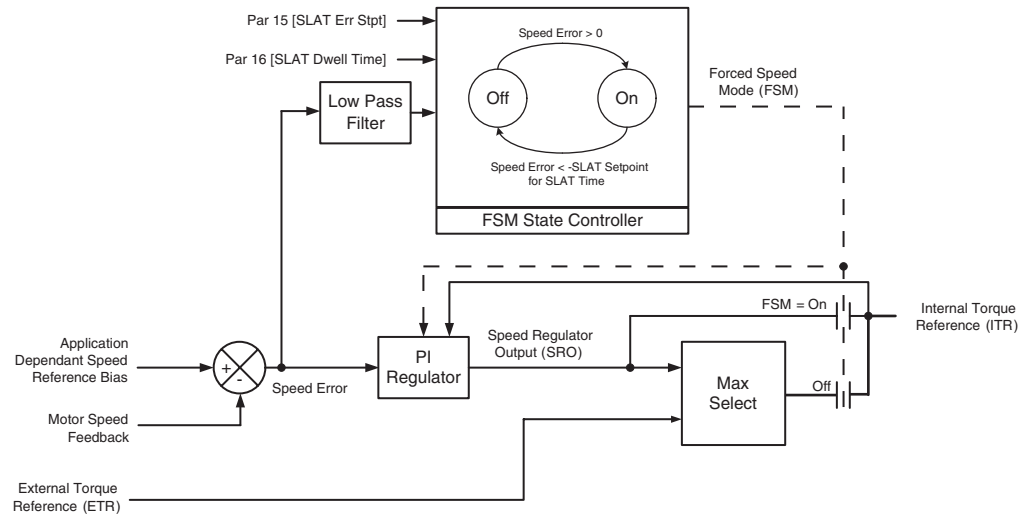 Par 15 [SLAT Err Stpt]
Par 16 [SLAT Dwell Time]
Low Pass
Filter
Speed Error > 0
Off
On
Speed Error < -SLAT Setpoint
for SLAT Time
FSM State Controller
Forced Speed
Mode (FSM)
FSM = On
Internal Torque
Reference (ITR)
Application
Dependant Speed
Reference Bias
+
-
Speed Error
PI
Regulator
Speed Regulator
Output (SRO)
Max
Select
Off
Motor Speed
Feedback
External Torque
Reference (ETR)